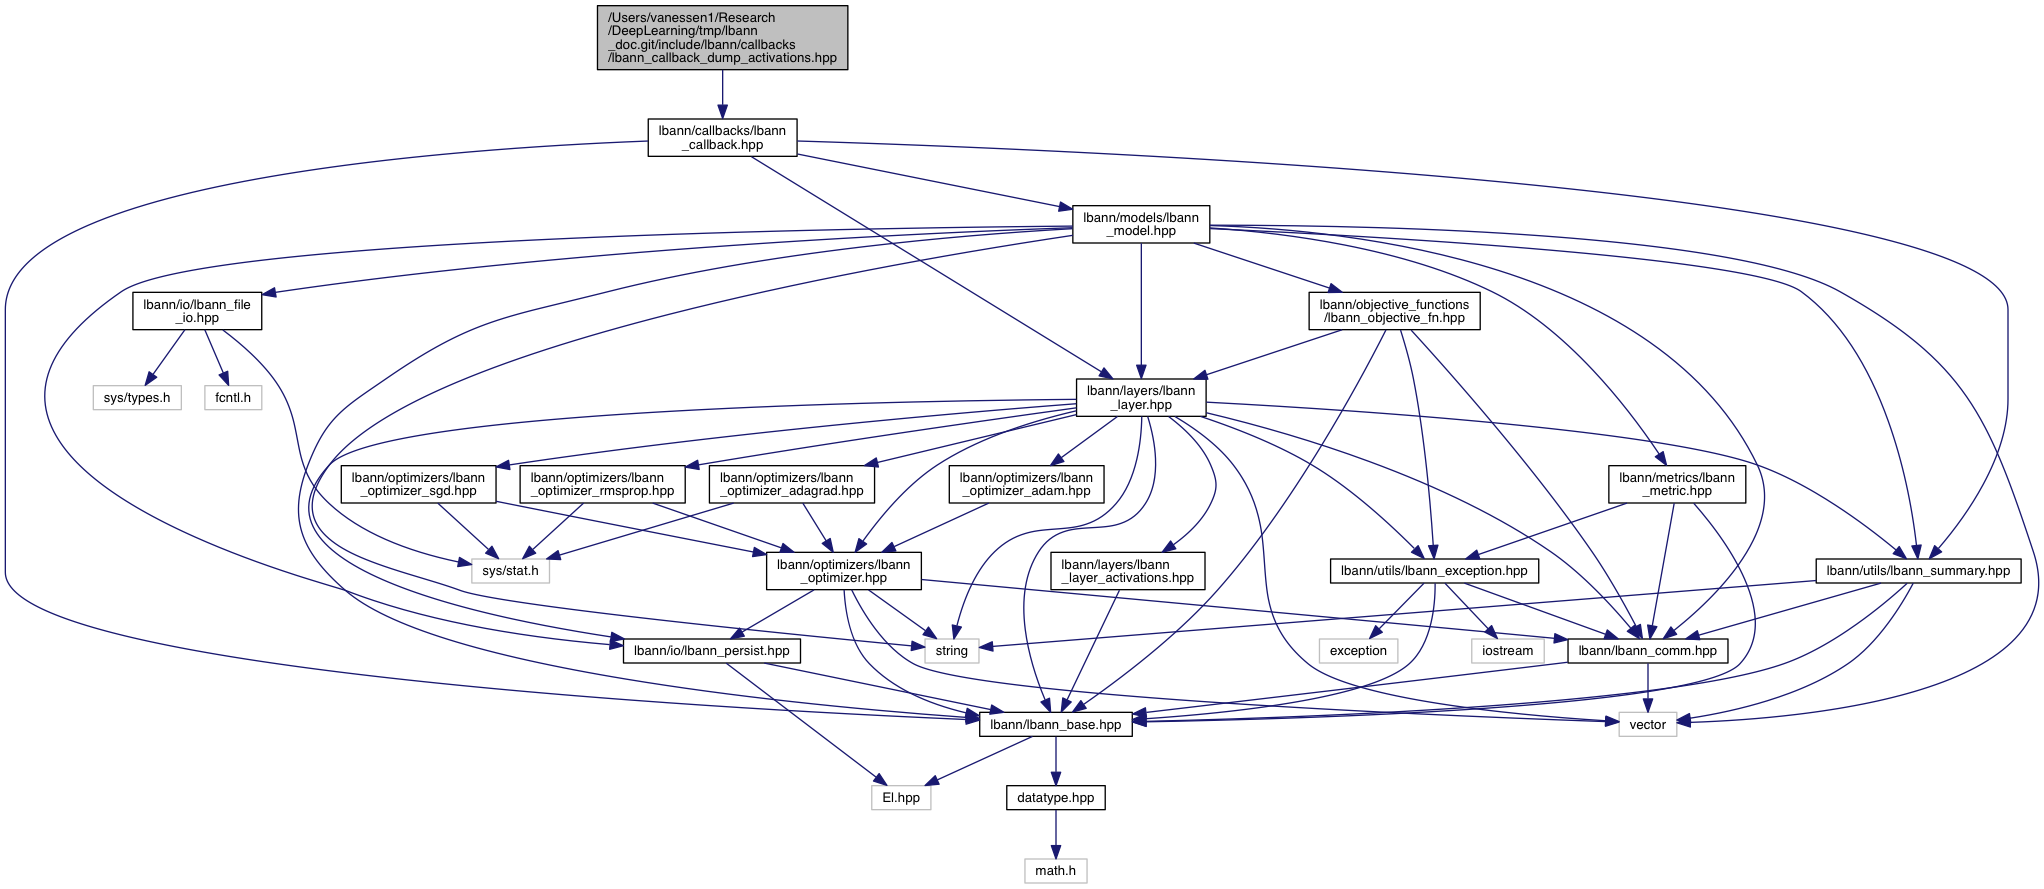 /Users/vanessen1/Research
/DeepLearning/tmp/lbann
_doc.git/include/lbann/callbacks
/lbann_callback_dump_activations.hpp
lbann/callbacks/lbann
_callback.hpp
lbann/models/lbann
_model.hpp
lbann/io/lbann_file
_io.hpp
lbann/objective_functions
/lbann_objective_fn.hpp
sys/types.h
fcntl.h
lbann/layers/lbann
_layer.hpp
lbann/optimizers/lbann
_optimizer_sgd.hpp
lbann/optimizers/lbann
_optimizer_rmsprop.hpp
lbann/optimizers/lbann
_optimizer_adagrad.hpp
lbann/optimizers/lbann
_optimizer_adam.hpp
lbann/metrics/lbann
_metric.hpp
sys/stat.h
lbann/optimizers/lbann
_optimizer.hpp
lbann/layers/lbann
_layer_activations.hpp
lbann/utils/lbann_exception.hpp
lbann/utils/lbann_summary.hpp
lbann/io/lbann_persist.hpp
string
exception
iostream
lbann/lbann_comm.hpp
lbann/lbann_base.hpp
vector
El.hpp
datatype.hpp
math.h